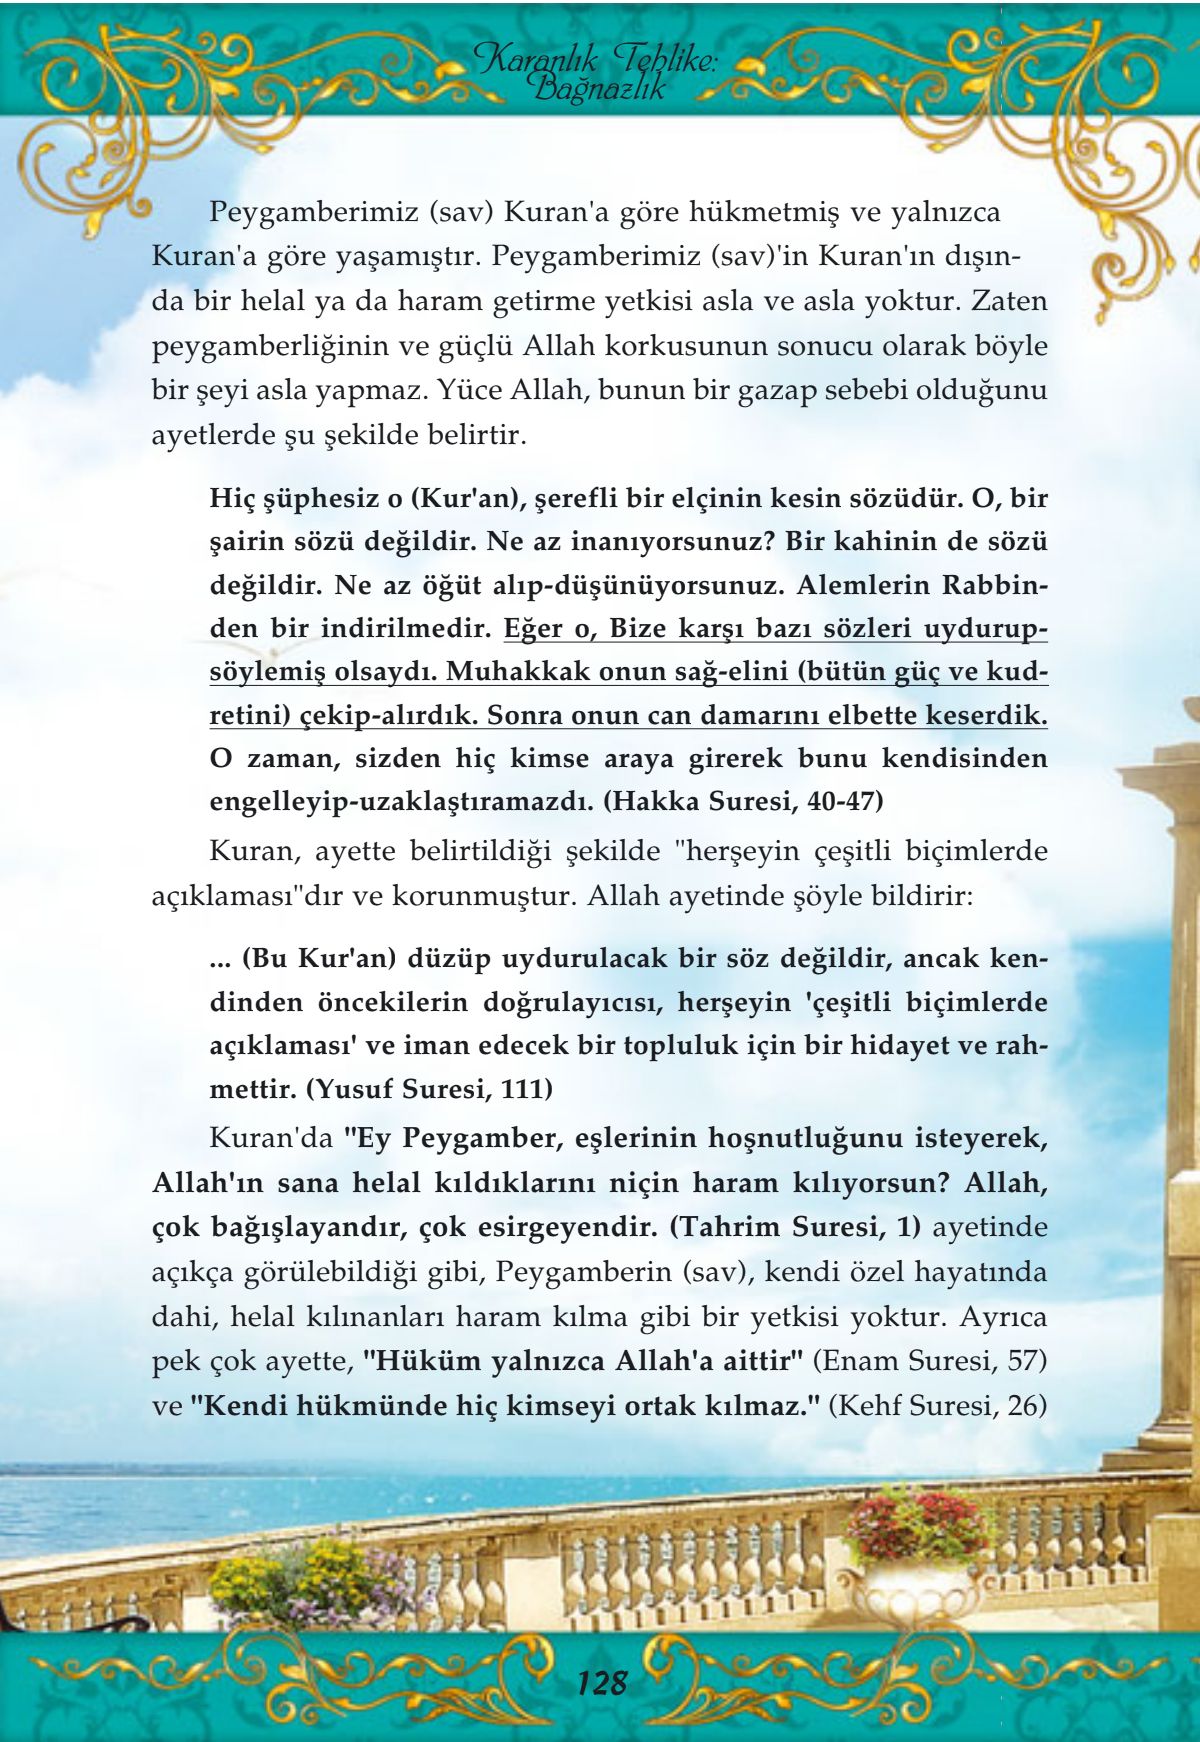 Karanlık Tehlike:
Bağnazlık
Peygamberimiz (sav) Kuran'a göre hükmetmiş ve yalnızca
Kuran'a göre yaşamıştır. Peygamberimiz (sav)'in Kuran'ın dışın-
da bir helal ya da haram getirme yetkisi asla ve asla yoktur. Zaten
peygamberliğinin ve güçlü Allah korkusunun sonucu olarak böyle
bir şeyi asla yapmaz. Yüce Allah, bunun bir gazap sebebi olduğunu
ayetlerde şu şekilde belirtir.
Hiç şüphesiz o (Kur'an), şerefli bir elçinin kesin sözüdür. O, bir
şairin sözü değildir. Ne az inanıyorsunuz? Bir kahinin de sözü
değildir. Ne az öğüt alıp-düşünüyorsunuz. Alemlerin Rabbin-
den bir indirilmedir. Eğer o, Bize karşı bazı sözleri uydurup-
söylemiş olsaydı. Muhakkak onun sağ-elini (bütün güç ve kud-
retini) çekip-alırdık. Sonra onun can damarını elbette keserdik.
O zaman, sizden hiç kimse araya girerek bunu kendisinden
engelleyip-uzaklaştıramazdı. (Hakka Suresi, 40-47)
Kuran, ayette belirtildiği şekilde "herşeyin çeşitli biçimlerde
açıklaması"dır ve korunmuştur. Allah ayetinde şöyle bildirir:
... (Bu Kur'an) düzüp uydurulacak bir söz değildir, ancak ken-
dinden öncekilerin doğrulayıcısı, herşeyin 'çeşitli biçimlerde
açıklaması' ve iman edecek bir topluluk için bir hidayet ve rah-
mettir. (Yusuf Suresi, 111)
Kuran'da "Ey Peygamber, eşlerinin hoşnutluğunu isteyerek,
Allah'ın sana helal kıldıklarını niçin haram kılıyorsun? Allah,
çok bağışlayandır, çok esirgeyendir. (Tahrim Suresi, 1) ayetinde
açıkça görülebildiği gibi, Peygamberin (sav), kendi özel hayatında
dahi, helal kılınanları haram kılma gibi bir yetkisi yoktur. Ayrıca
pek çok ayette, "Hüküm yalnızca Allah'a aittir" (Enam Suresi, 57)
ve "Kendi hükmünde hiç kimseyi ortak kılmaz." (Kehf Suresi, 26)
128